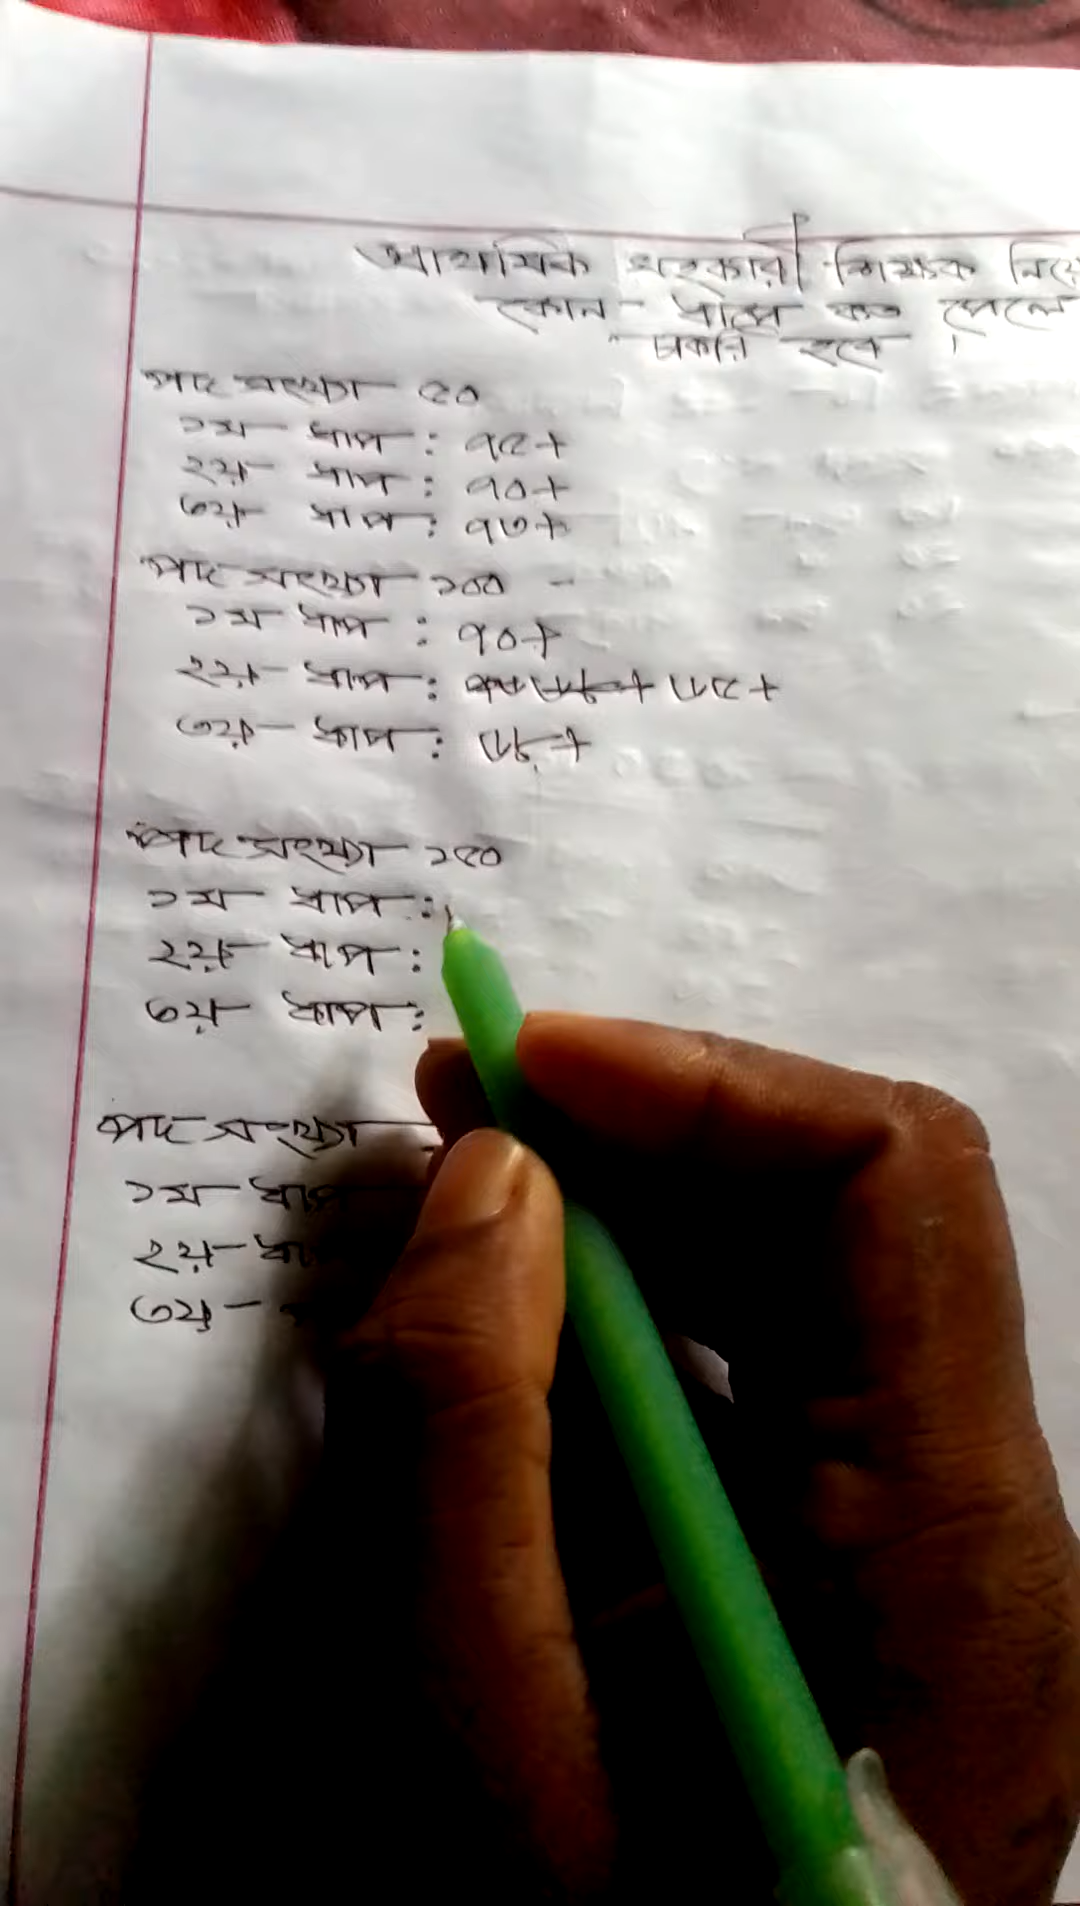 প্রাথমিক সহকারী শিক্ষক নিয়ে
কোন - ধাপে কত পেলে
চাকরি হবে ।
পদ সংখ্যা ৫০
১ম ধাপ : ৭৫+
২য় ধাপ : ৭০+
৩য় ধাপ : ৭৩+
পদ সংখ্যা ১০০ -
১ম ধাপ : ৭০+
২য় - ধাপ : ৬৫+
৩য় - ধাপ :
পদ সংখ্যা ১৫০
১ম ধাপ :
২য় ধাপ :
৩য় ধাপ :
পদ সংখ্যা
১ম ধাপ
২য় - ধা
৩য় -